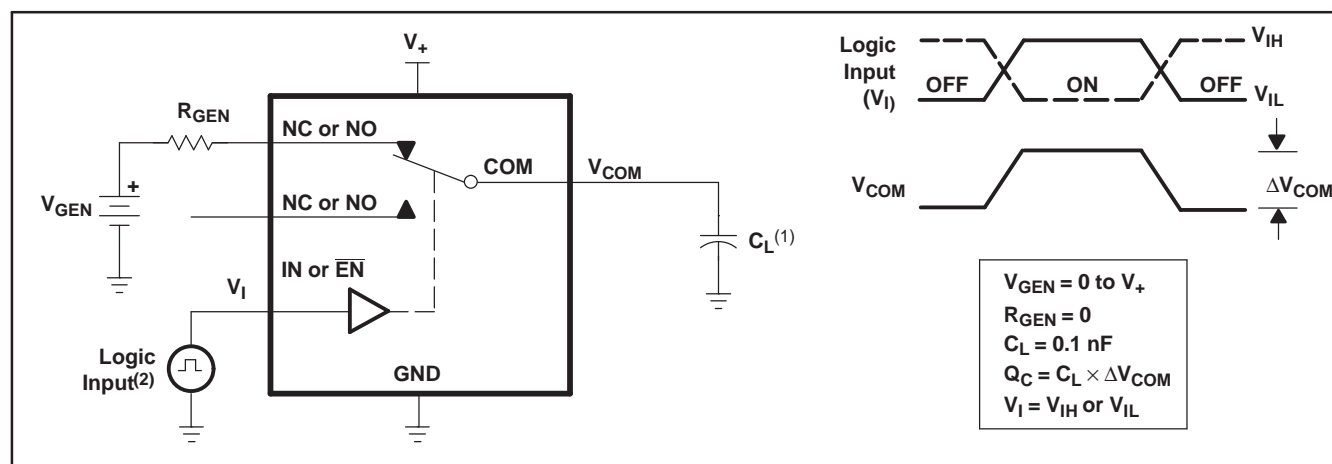 V+
RGEN
NC or NO
COM
VCOM
VGEN
+
NC or NO
CL(1)
IN or E̅N̅
VI
Logic
Input(2)
GND
Logic
Input
(VI)
OFF
ON
OFF
VIH
VIL
VCOM
ΔVCOM
VGEN = 0 to V+
RGEN = 0
CL = 0.1 nF
QC = CL × ΔVCOM
VI = VIH or VIL